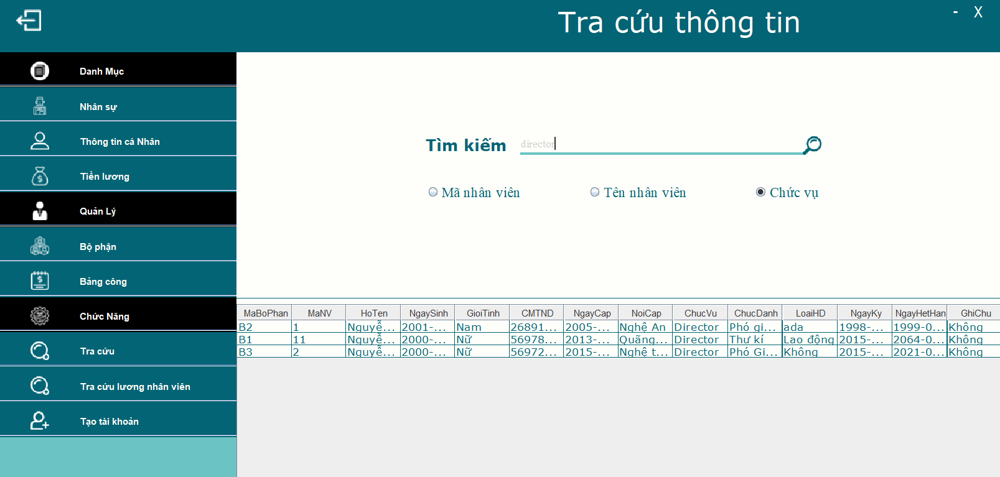 Tra cứu thông tin
- X
Danh Mục
Nhân sự
Thông tin cá Nhân
Tiền lương
Quản Lý
Bộ phận
Bảng công
Chức Năng
Tra cứu
Tra cứu lương nhân viên
Tạo tài khoản
Tìm kiếm director
Mã nhân viên Tên nhân viên Chức vụ
MaBoPhan MaNV HoTen NgaySinh GioiTinh CMTND NgayCap NoiCap ChucVu ChucDanh LoaiHD NgayKy NgayHetHan GhiChu
B2 1 Nguyễ... 2001-... Nam 26891... 2005-... Nghệ An Director Phó gi... ada 1998-... 1999-0... Không
B1 11 Nguyễ... 2000-... Nữ 56978... 2013-... Quãng... Director Thư kí Lao động 2015-... 2064-0... Không
B3 2 Nguyễ... 2000-... Nữ 56972... 2015-... Nghệ t... Director Phó Gi... Không 2015-... 2021-0... Không